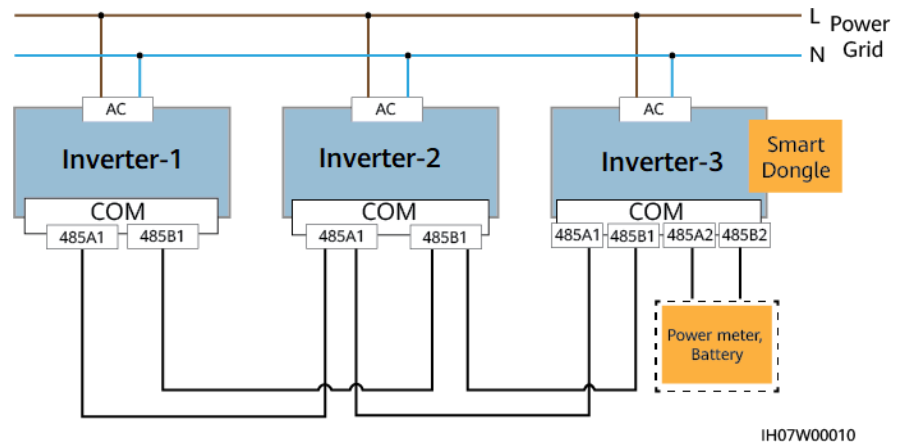 L
Power
Grid
N
AC
AC
AC
Inverter-1
Inverter-2
Inverter-3
Smart
Dongle
COM
COM
COM
485A1
485B1
485A1
485B1
485A1
485B1
485A2
485B2
Power meter,
Battery
IH07W00010